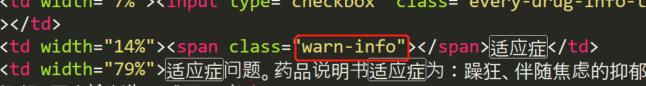 <td width="7%"><input type="checkbox" class="every-drug-info-t
></td>
<td width="14%"><span class="warn-info"></span>适应症</td>
<td width="79%">适应症问题。药品说明书适应症为:躁狂、伴随焦虑的抑郁